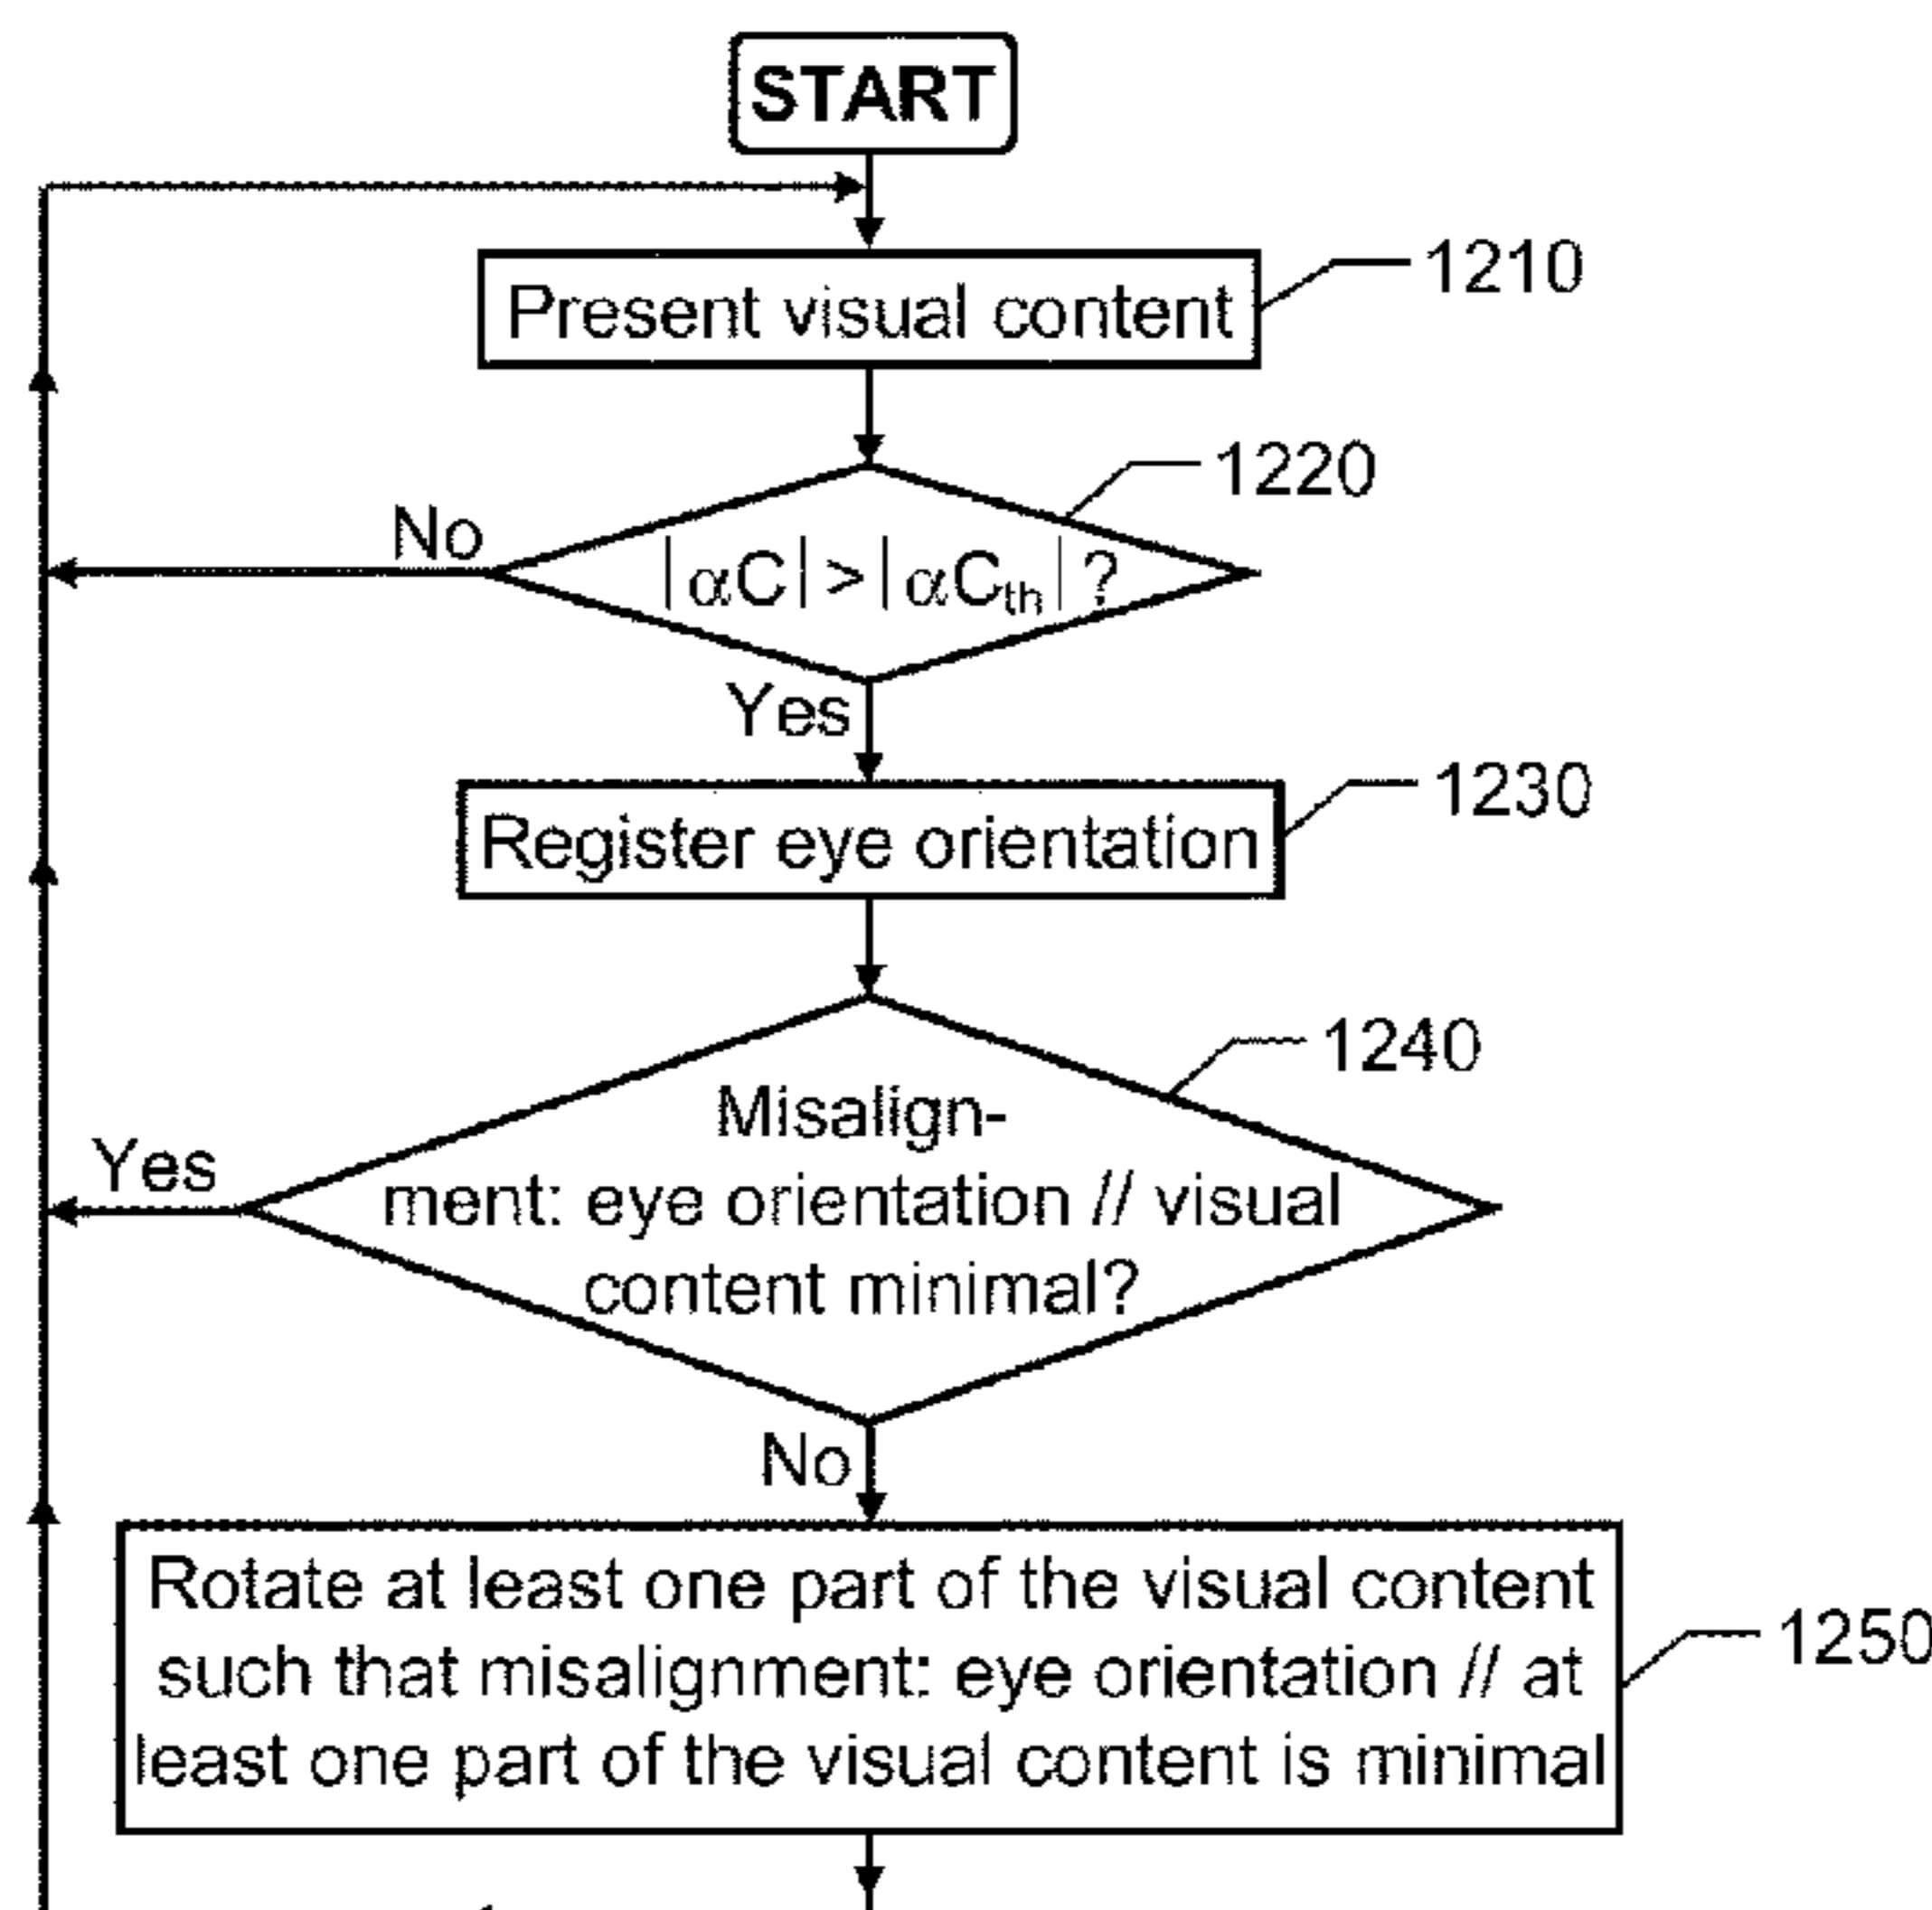 START
Present visual content
1210
1220
No
|αC|>|αCth|?
Yes
Register eye orientation
1230
1240
Misalign-
ment: eye orientation // visual
content minimal?
Yes
No
Rotate at least one part of the visual content
such that misalignment: eye orientation // at
least one part of the visual content is minimal
1250